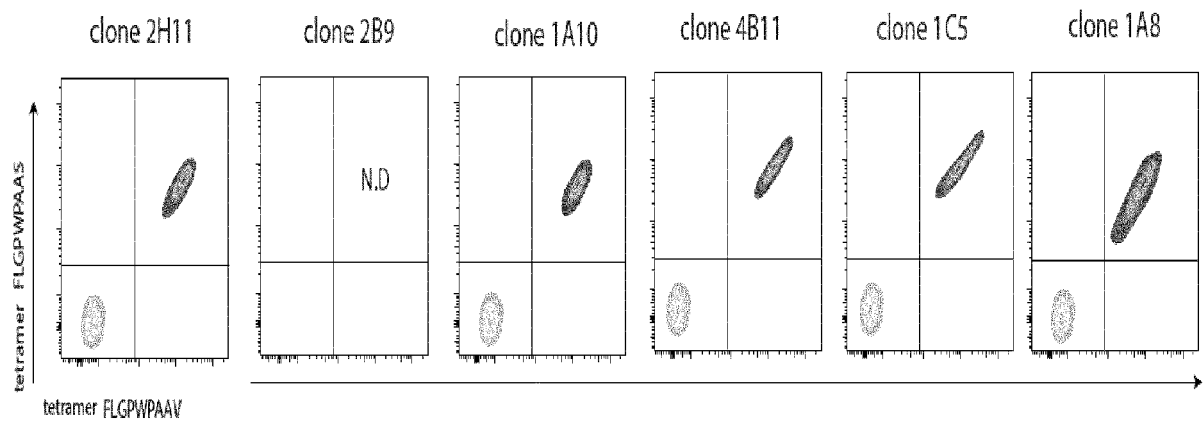 clone 2H11
clone 2B9
clone 1A10
clone 4B11
clone 1C5
clone 1A8
N.D
tetramer FLGPWPAAS
tetramer FLGPWPAAV